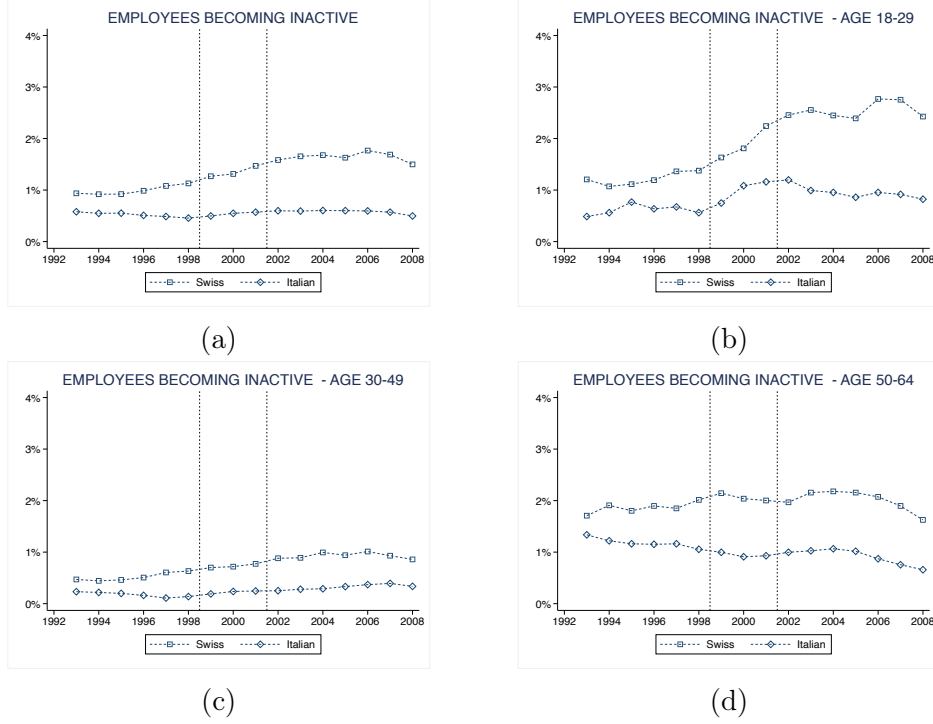 EMPLOYEES BECOMING INACTIVE
4%
3%
2%
1%
0%
1992 1994 1996 1998 2000 2002 2004 2006 2008
Swiss Italian
(a)
EMPLOYEES BECOMING INACTIVE - AGE 18-29
4%
3%
2%
1%
0%
1992 1994 1996 1998 2000 2002 2004 2006 2008
Swiss Italian
(b)
EMPLOYEES BECOMING INACTIVE - AGE 30-49
4%
3%
2%
1%
0%
1992 1994 1996 1998 2000 2002 2004 2006 2008
Swiss Italian
(c)
EMPLOYEES BECOMING INACTIVE - AGE 50-64
4%
3%
2%
1%
0%
1992 1994 1996 1998 2000 2002 2004 2006 2008
Swiss Italian
(d)